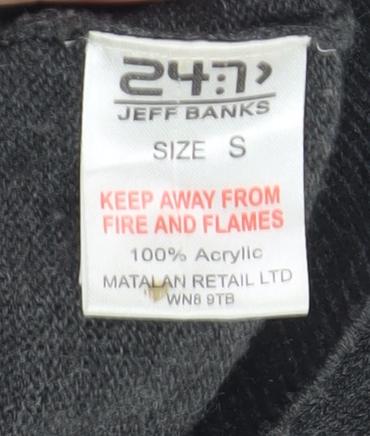 24:7
JEFF BANKS
SIZE S
KEEP AWAY FROM
FIRE AND FLAMES
100% Acrylic
MATALAN RETAIL LTD
WN8 9TB